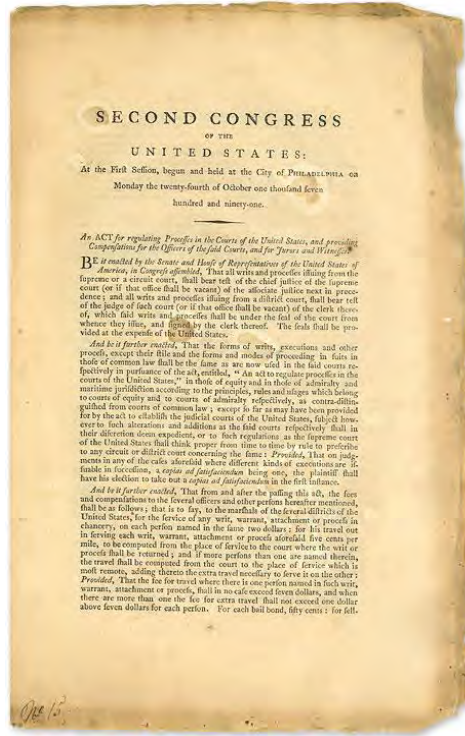 SECOND CONGRESS
OF THE
UNITED STATES:
At the First Session, begun and held at the City of PHILADELPHIA on
Monday the twenty-fourth of October one thousand seven
hundred and ninety-one.
An ACT for regulating Processes in the Courts of the United States, and providing
Compensations for the Officers of the said Courts, and for Jurors and Witnesses.
BE it enacted by the Senate and House of Representatives of the United States of
America, in Congress assembled, That all writs and processes issuing from the
supreme or a circuit court, shall bear test of the chief justice of the supreme
court (or if that office shall be vacant) of the associate justice next in prece-
dence; and all writs and processes issuing from a district court, shall bear test
of the judge of such court (or if that office shall be vacant) of the clerk there-
of, which said writs and processes shall be under the seal of the court from
whence they issue, and signed by the clerk thereof. The seals shall be pro-
vided at the expense of the United States.
And be it further enacted, That the forms of writs, executions and other
process, except their stile and the forms and modes of proceeding in suits in
those of common law shall be the same as are now used in the said courts re-
spectively in pursuance of the act, entitled, "An act to regulate processes in the
courts of the United States," in those of equity and in those of admiralty and
maritime jurisdiction according to the principles, rules and usages which belong
to courts of equity and to courts of admiralty respectively, as contra-distin-
guished from courts of common law; except so far as may have been provided
for by the act to establish the judicial courts of the United States, subject how-
ever to such alterations and additions as the said courts respectively shall in
their discretion deem expedient, or to such regulations as the supreme court
of the United States shall think proper from time to time by rule to prescribe
to any circuit or district court concerning the same: Provided, That on judg-
ments in any of the cases aforesaid where different kinds of executions are is-
suable in succession, a capias ad satisfaciendum being one, the plaintiff shall
have his election to take out a capias ad satisfaciendum in the first instance.
And be it further enacted, That from and after the passing this act, the fees
and compensations to the several officers and other persons hereafter mentioned,
shall be as follows; that is to say, to the marshals of the several districts of the
United States, for the service of any writ, warrant, attachment or process in
chancery, on each person named in the same two dollars: for his travel out
in serving each writ, warrant, attachment or process aforesaid five cents per
mile, to be computed from the place of service to the court where the writ or
process shall be returned; and if more persons than one are named therein,
the travel shall be computed from the court to the place of service which is
most remote, adding thereto the extra travel necessary to serve it on the other:
Provided, That the fee for travel where there is one person named in such writ,
warrant, attachment or process, shall in no case exceed seven dollars, and when
there are more than one the fee for extra travel shall not exceed one dollar
above seven dollars for each person. For each bail bond, fifty cents: for sell-
No 15.